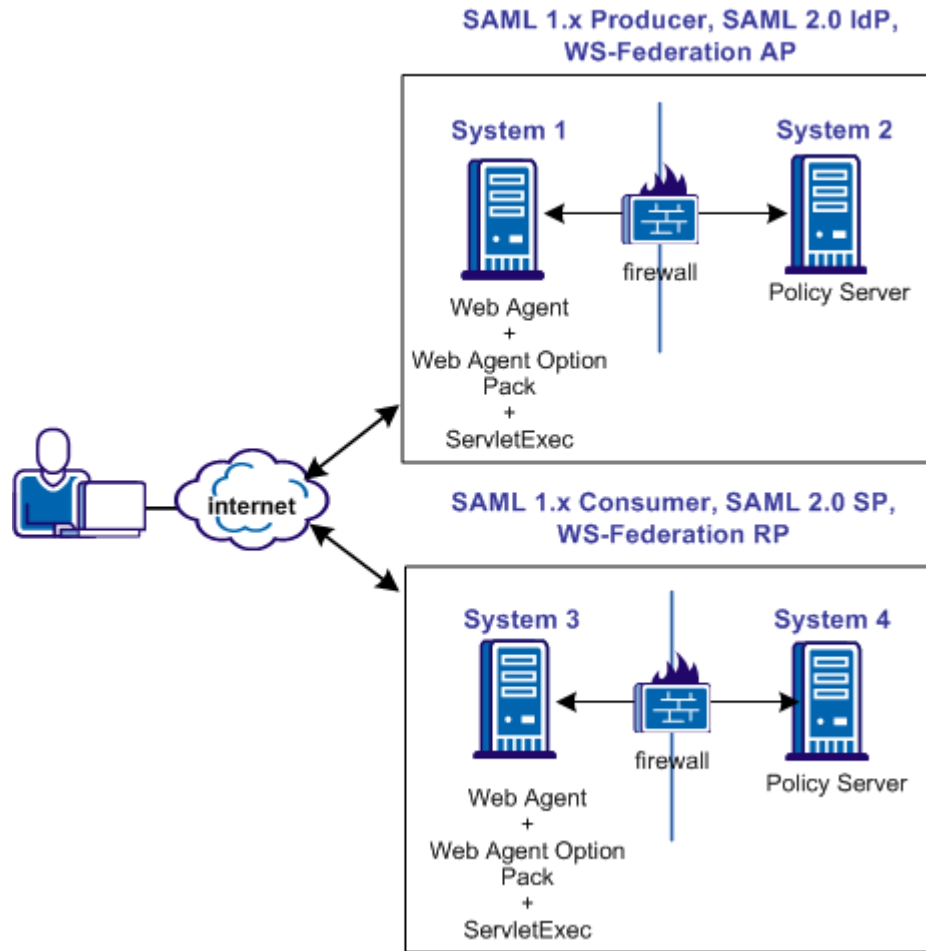 SAML 1.x Producer, SAML 2.0 IdP,
WS-Federation AP
System 1
System 2
firewall
Policy Server
Web Agent
+
Web Agent Option
Pack
+
ServletExec
internet
SAML 1.x Consumer, SAML 2.0 SP,
WS-Federation RP
System 3
System 4
firewall
Policy Server
Web Agent
+
Web Agent Option
Pack
+
ServletExec